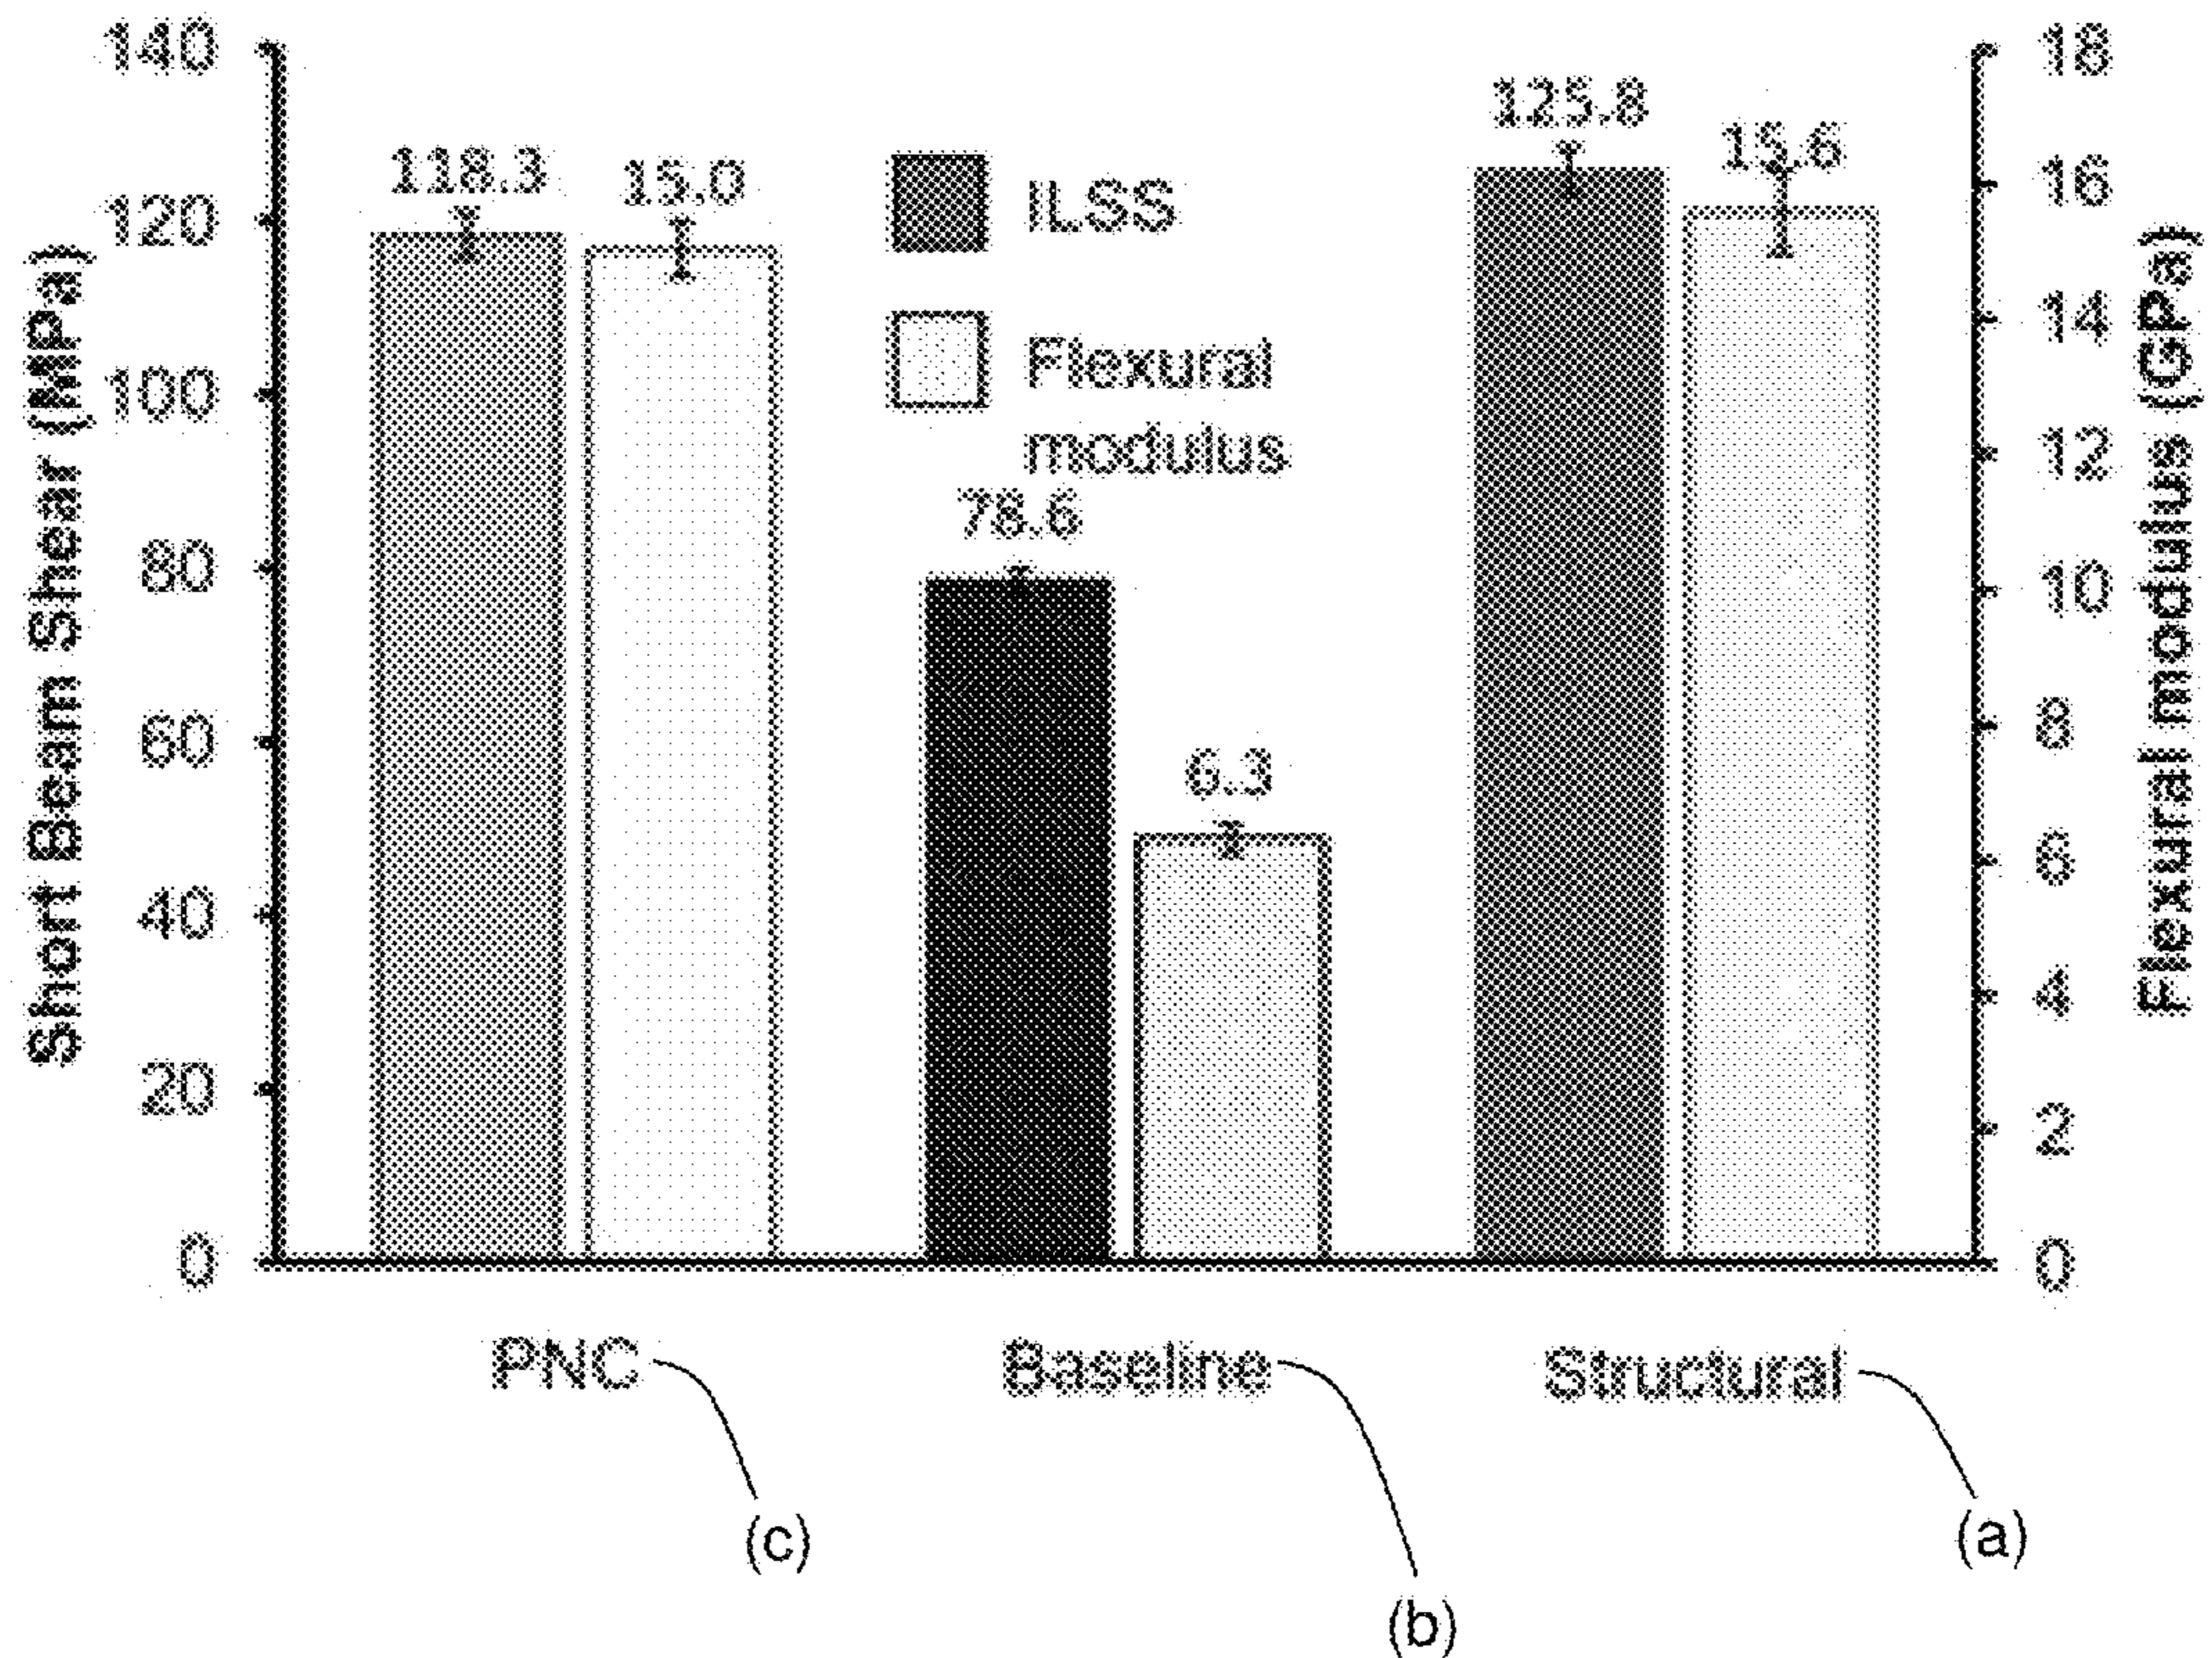 Short Beam Shear (MPa)
140
120
100
80
60
40
20
0
118.3
15.0
ILSS
Flexural
modulus
78.6
6.3
125.8
15.6
18
16
14
12
10
8
6
4
2
0
Flexural modulus (GPa)
PNC
Baseline
Structural
(c)
(b)
(a)